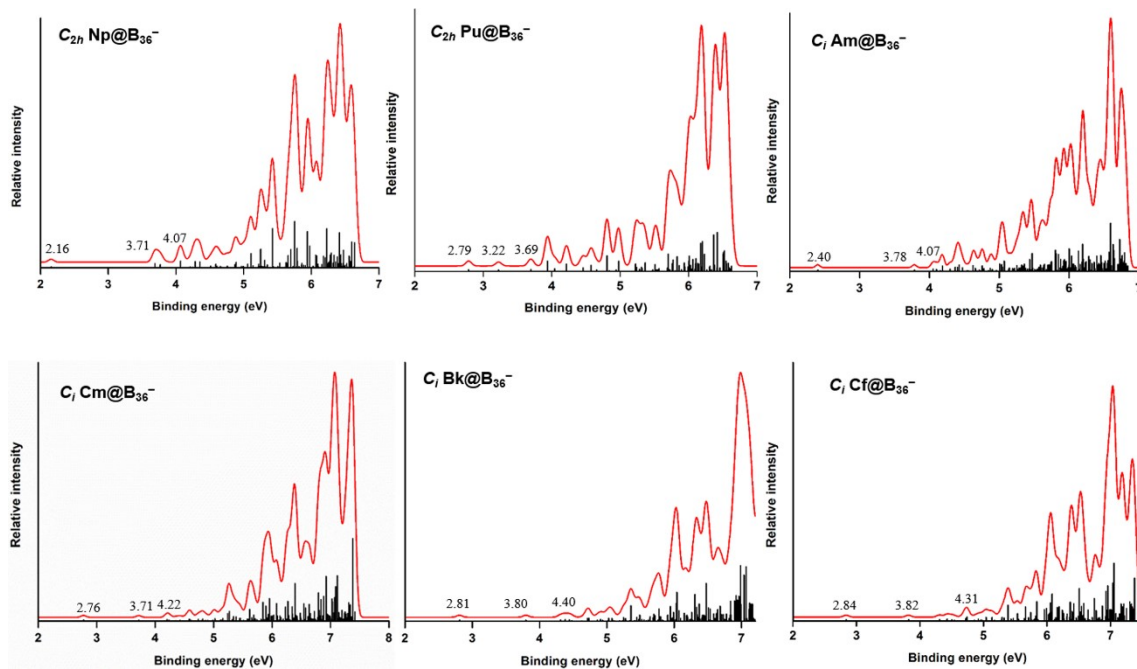 C2h Np@B36−
Relative intensity
2.16
3.71
4.07
2 3 4 5 6 7
Binding energy (eV)
C2h Pu@B36−
Relative intensity
2.79
3.22
3.69
2 3 4 5 6 7
Binding energy (eV)
Ci Am@B36−
Relative intensity
2.40
3.78
4.07
2 3 4 5 6 7
Binding energy (eV)
Ci Cm@B36−
Relative intensity
2.76
3.71
4.22
2 3 4 5 6 7 8
Binding energy (eV)
Ci Bk@B36−
Relative intensity
2.81
3.80
4.40
2 3 4 5 6 7
Binding energy (eV)
Ci Cf@B36−
Relative intensity
2.84
3.82
4.31
2 3 4 5 6 7
Binding energy (eV)